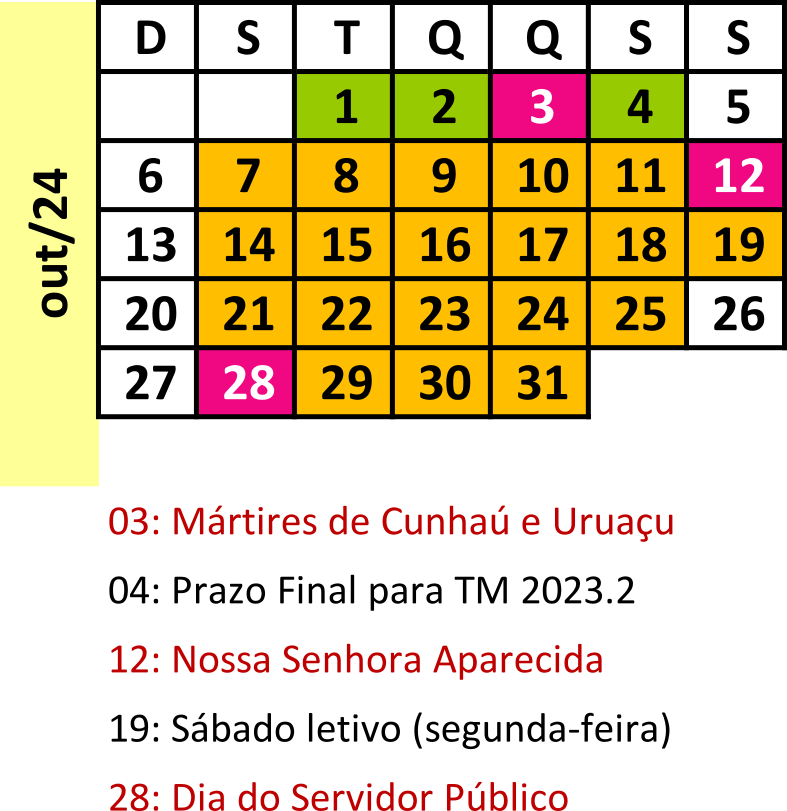 out/24
D S T Q Q S S
1 2 3 4 5
6 7 8 9 10 11 12
13 14 15 16 17 18 19
20 21 22 23 24 25 26
27 28 29 30 31
03: Mártires de Cunhaú e Uruaçu
04: Prazo Final para TM 2023.2
12: Nossa Senhora Aparecida
19: Sábado letivo (segunda-feira)
28: Dia do Servidor Público